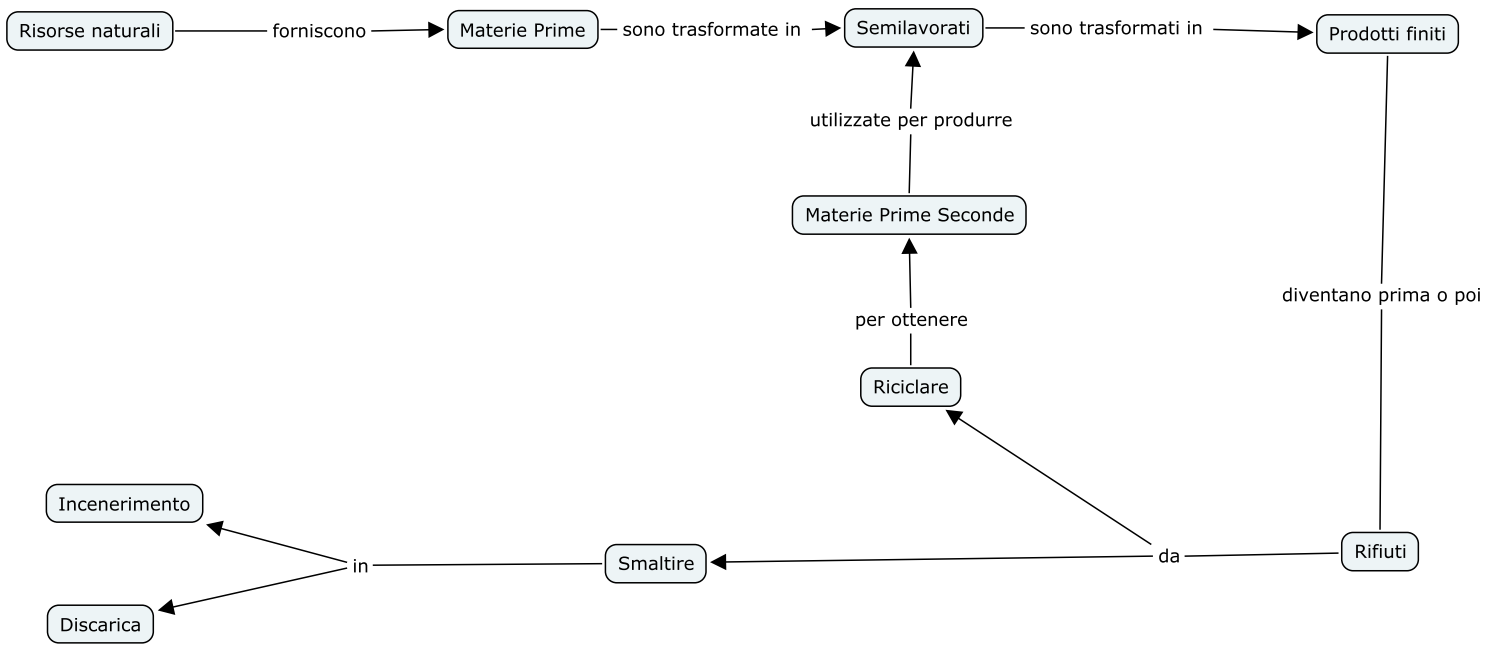 Risorse naturali
forniscono
Materie Prime
sono trasformate in
Semilavorati
sono trasformati in
Prodotti finiti
utilizzate per produrre
Materie Prime Seconde
diventano prima o poi
per ottenere
Riciclare
Incenerimento
Rifiuti
da
Smaltire
in
Discarica